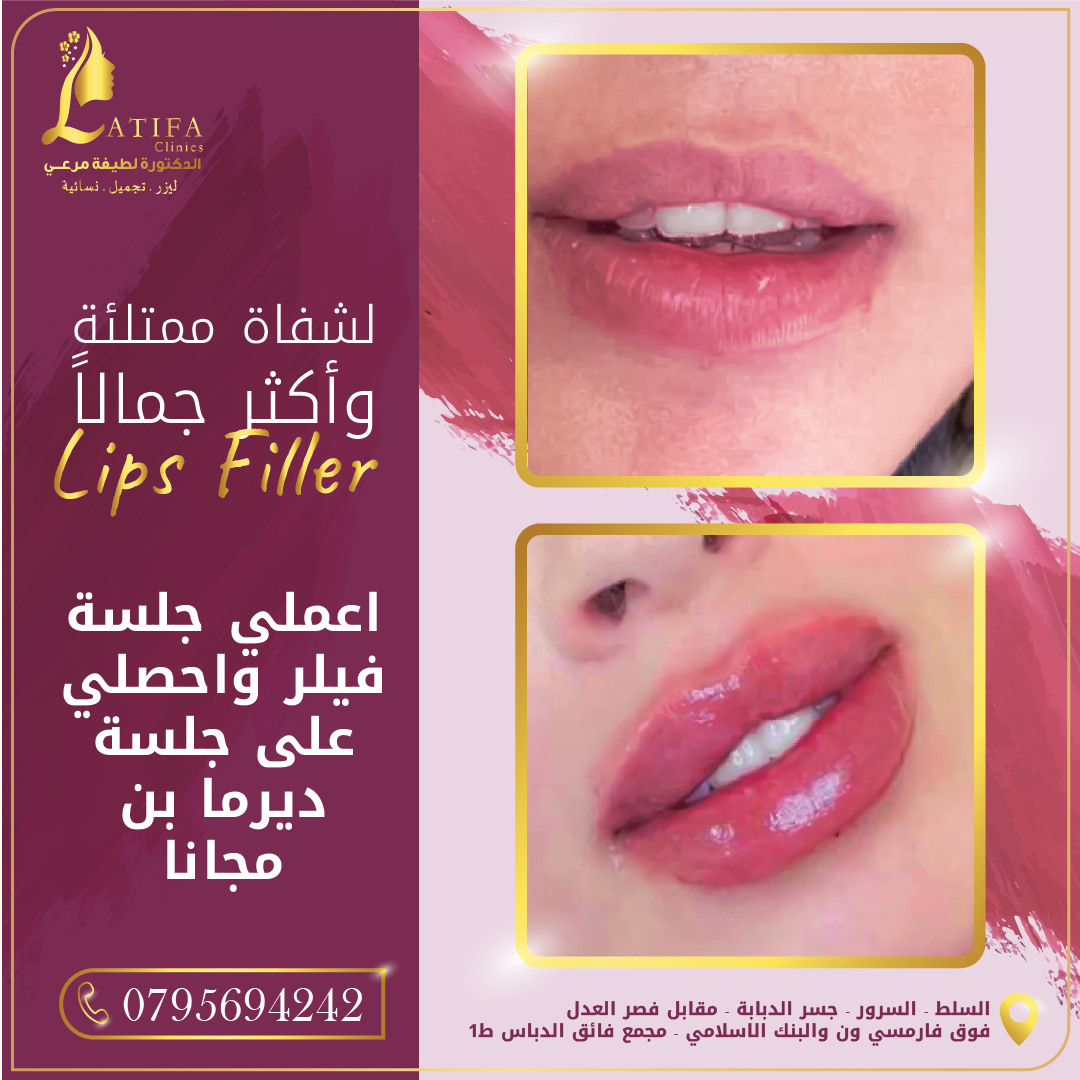 LATIFA
Clinics
الدكتورة لطيفة مرعي
ليزر . تجميل . نسائية
لشفاة ممتلئة
وأكثر جمالاً
Lips Filler
اعملي جلسة
فيلر واحصلي
على جلسة
ديرما بن
مجانا
0795694242
السلط - السرور - جسر الدبابة - مقابل فصر العدل
فوق فارمسي ون والبنك الاسلامي - مجمع فائق الدباس ط1